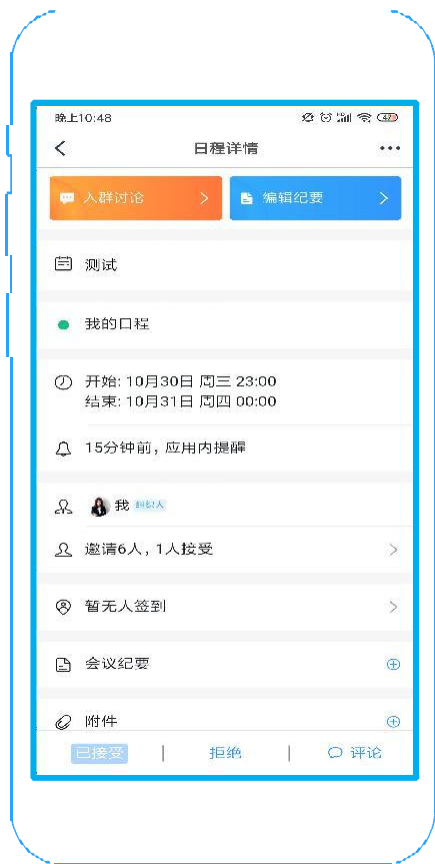 晚上10:48
47
日程详情
入群讨论
编辑纪要
测试
我的日程
开始: 10月30日 周三 23:00
结束: 10月31日 周四 00:00
15分钟前, 应用内提醒
我 组织人
邀请6人, 1人接受
暂无人签到
会议纪要
附件
已接受
拒绝
评论